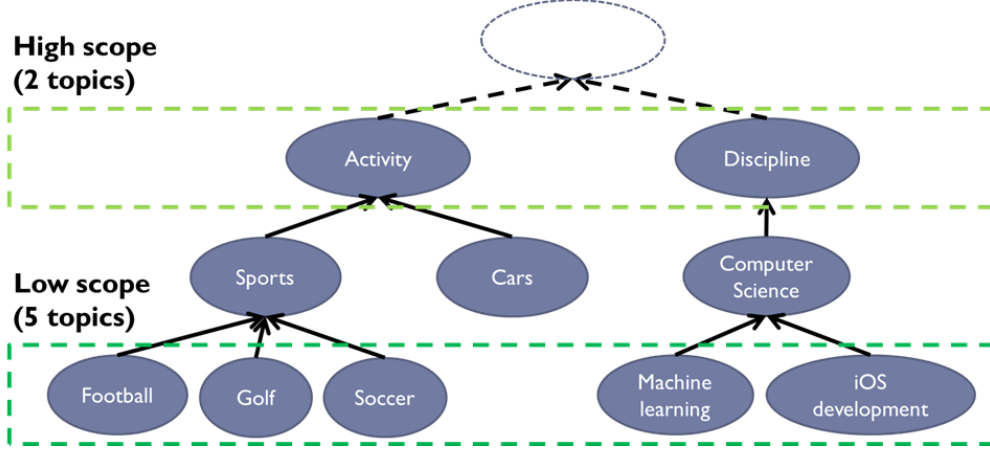 High scope
(2 topics)
Activity
Discipline
Sports
Cars
Computer
Science
Low scope
(5 topics)
Football
Golf
Soccer
Machine
learning
iOS
development